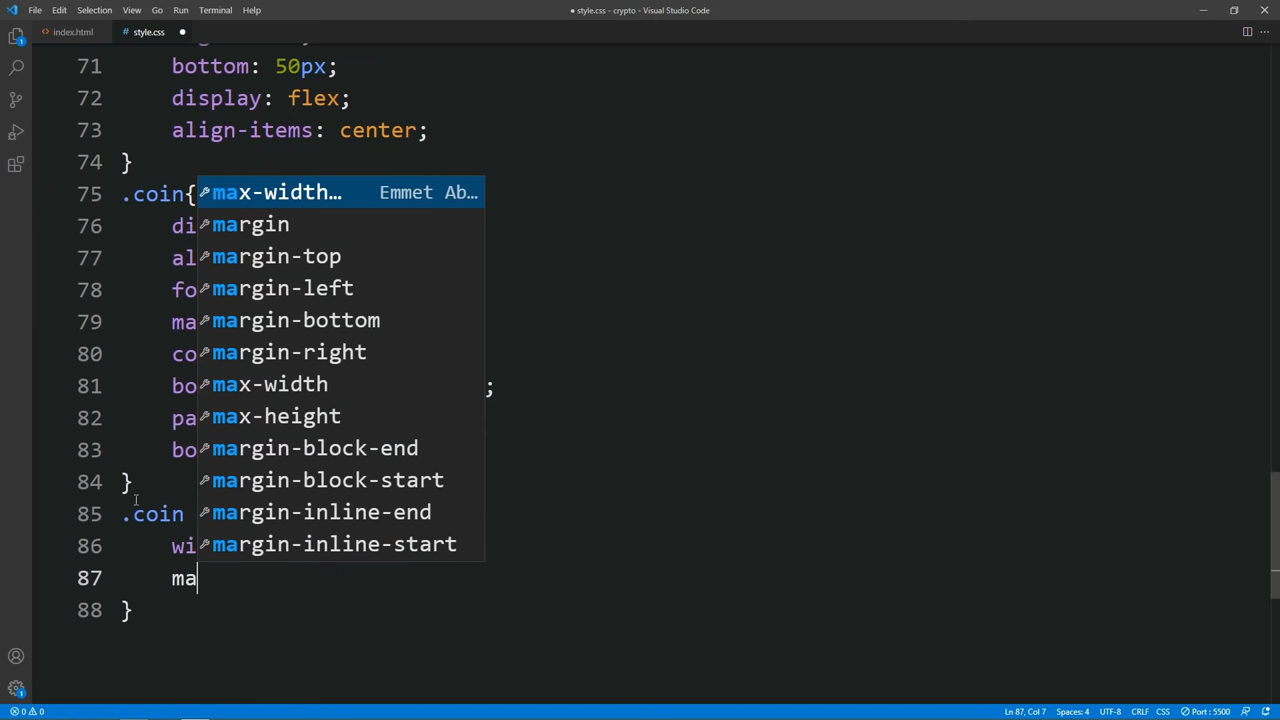 File Edit Selection View Go Run Terminal Help
● style.css - crypto - Visual Studio Code
<> index.html
# style.css ●
71
72
73
74
75
76
77
78
79
80
81
82
83
84
85
86
87
88
bottom: 50px;
display: flex;
align-items: center;
}
.coin{
di
al
fo
ma
co
bo ;
pa
bo
}
.coin
wi
ma
}
max-width… Emmet Ab…
margin
margin-top
margin-left
margin-bottom
margin-right
max-width
max-height
margin-block-end
margin-block-start
margin-inline-end
margin-inline-start
0 0
Ln 87, Col 7 Spaces: 4 UTF-8 CRLF CSS Port : 5500